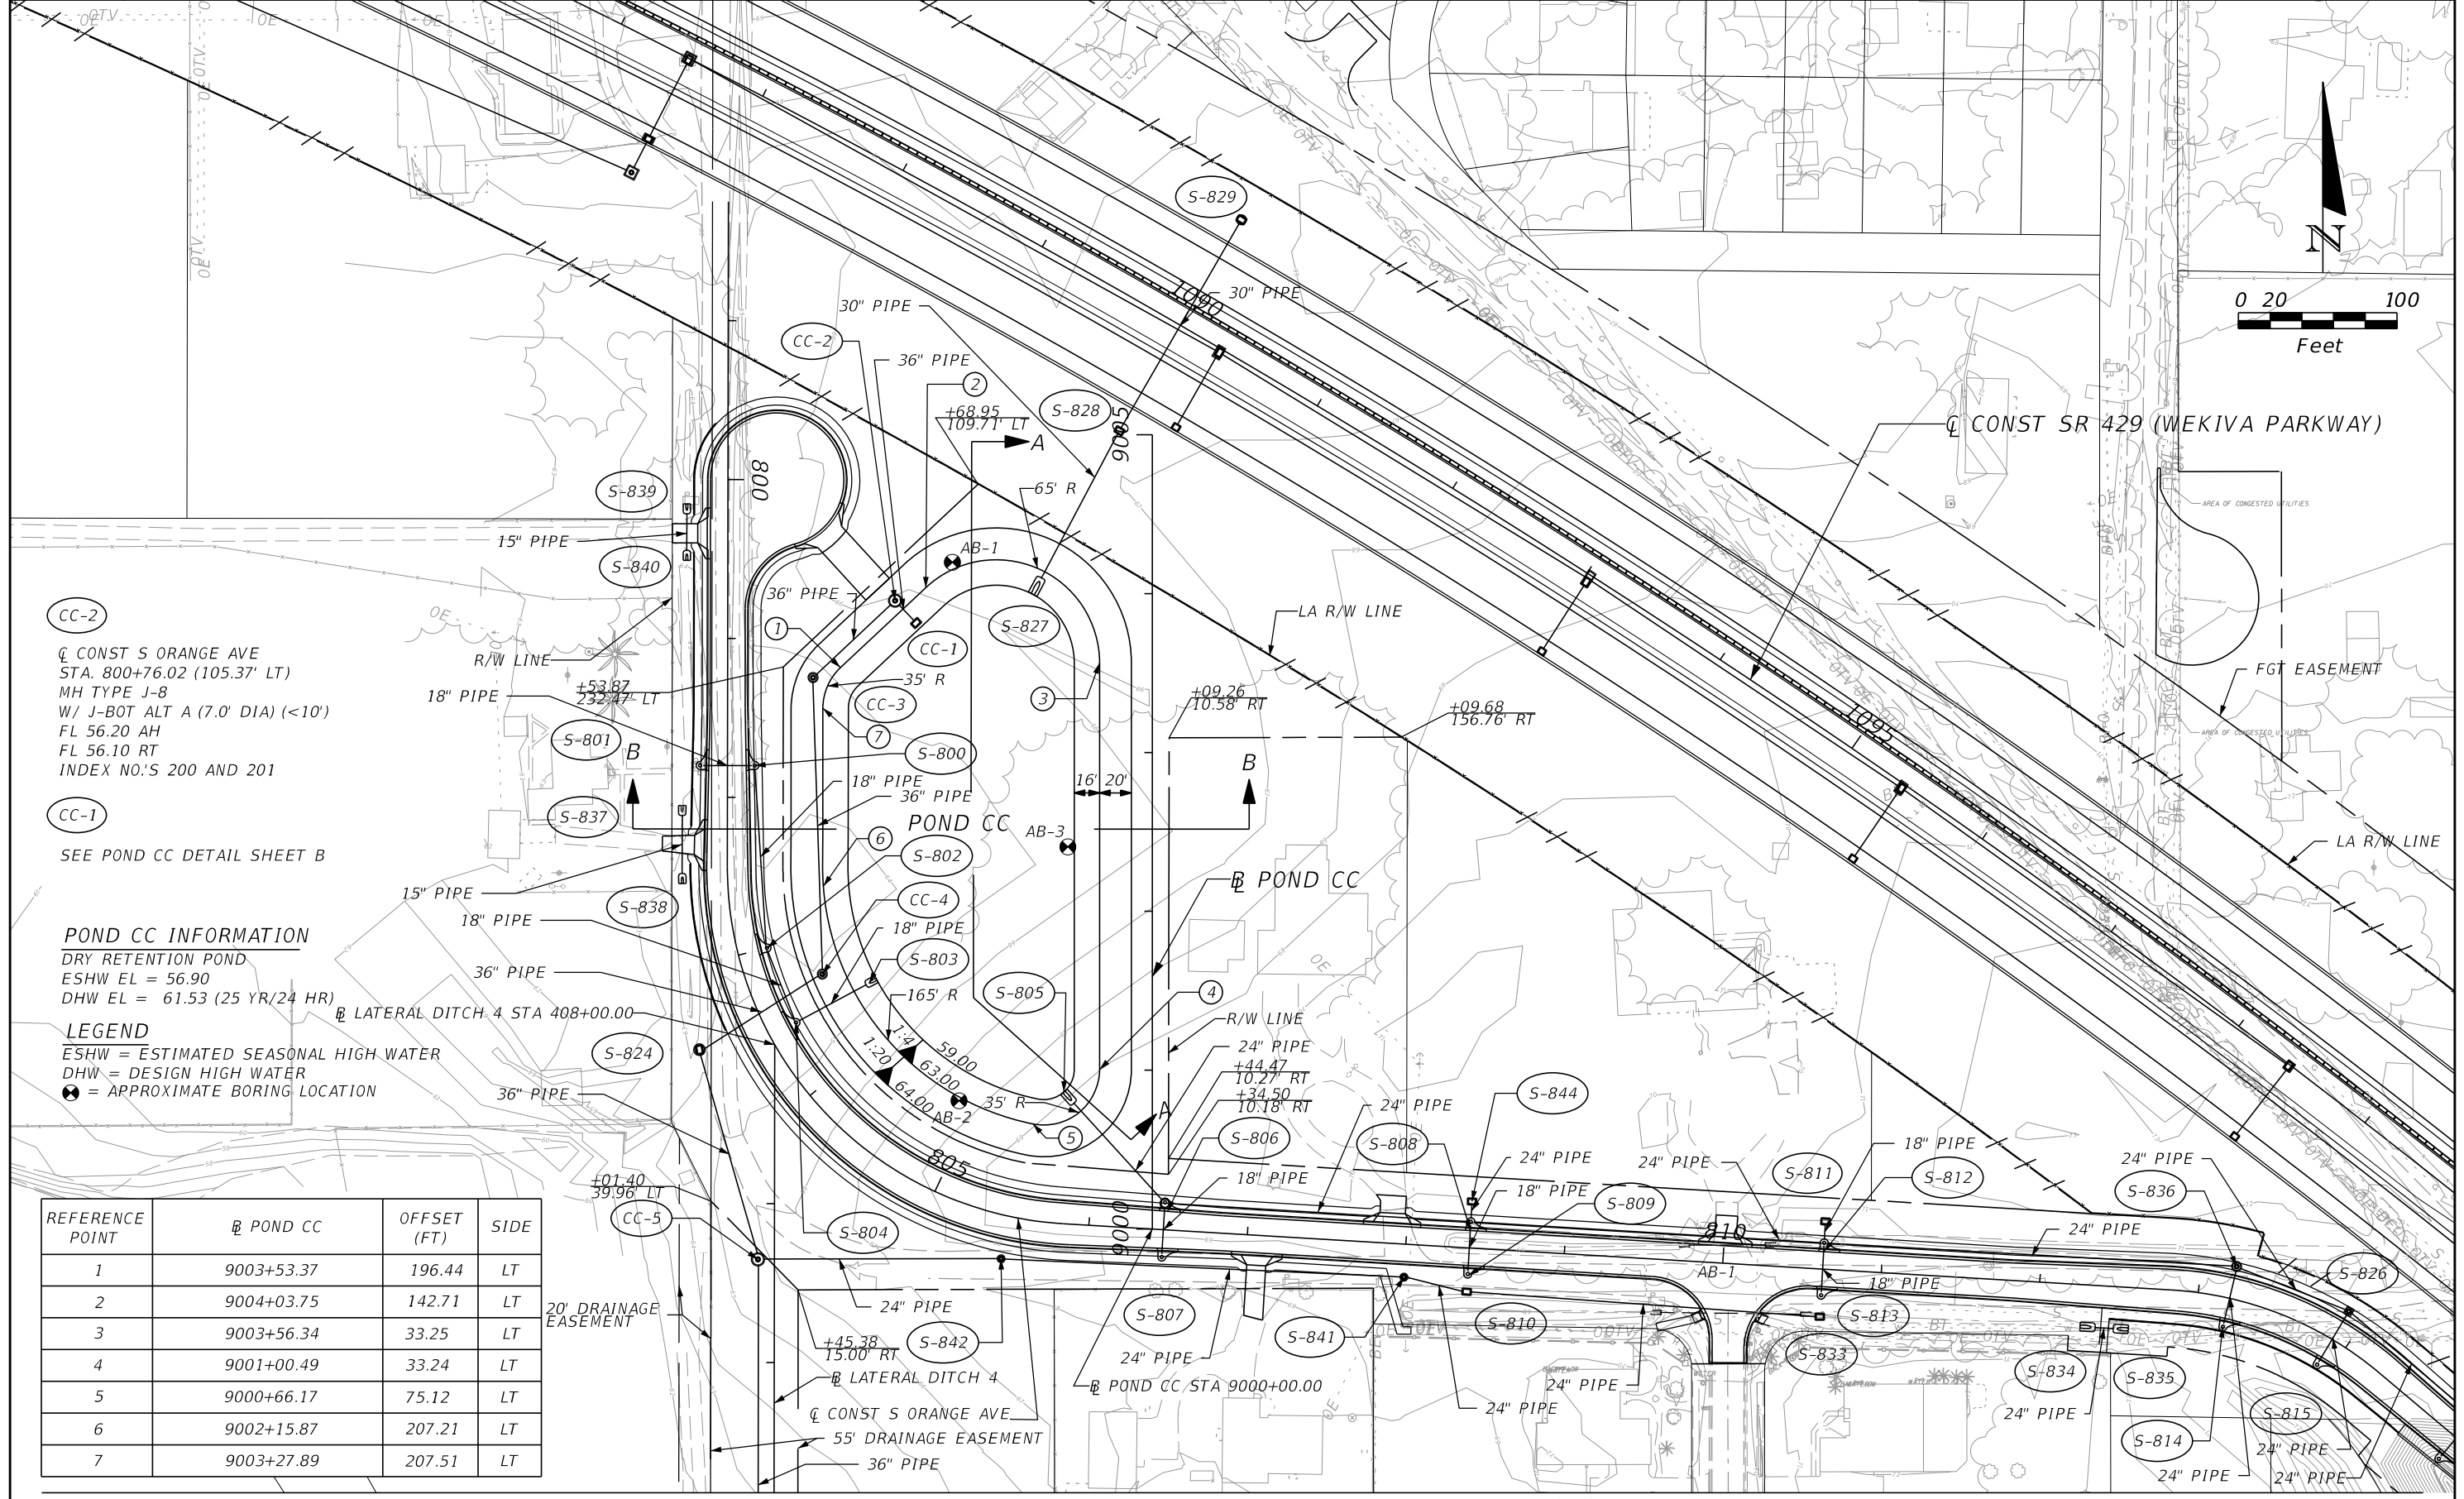 S-829
1090
30" PIPE
30" PIPE
N
0 20 100
Feet
CC-2
36" PIPE
2
S-828
9005
+68.95
109.71' LT
A
℄ CONST SR 429 (WEKIVA PARKWAY)
65' R
800
S-839
15" PIPE
S-840
AB-1
AREA OF CONGESTED UTILITIES
36" PIPE
1
S-827
CC-1
LA R/W LINE
CC-2
℄ CONST S ORANGE AVE
STA. 800+76.02 (105.37' LT)
MH TYPE J-8
W/ J-BOT ALT A (7.0' DIA) (<10')
FL 56.20 AH
FL 56.10 RT
INDEX NO.'S 200 AND 201
CC-1
SEE POND CC DETAIL SHEET B
R/W LINE
+53.87
232.47' LT
18" PIPE
35' R
CC-3
3
7
+09.26
10.58' RT
+09.68
156.76' RT
FGT EASEMENT
1095
AREA OF CONGESTED UTILITIES
S-801
B
S-800
B
18" PIPE
36" PIPE
16' 20'
S-837
POND CC
AB-3
6
S-802
LA R/W LINE
15" PIPE
S-838
18" PIPE
CC-4
18" PIPE
B̲L POND CC
POND CC INFORMATION
DRY RETENTION POND
ESHW EL = 56.90
DHW EL = 61.53 (25 YR/24 HR)
LEGEND
ESHW = ESTIMATED SEASONAL HIGH WATER
DHW = DESIGN HIGH WATER
= APPROXIMATE BORING LOCATION
36" PIPE
S-803
165' R
S-805
4
BL LATERAL DITCH 4 STA 408+00.00
R/W LINE
S-824
1:4
59.00
1:20
63.00
64.00
24" PIPE
+44.47
10.27' RT
+34.50
10.18' RT
36" PIPE
35' R
AB-2
5
A
24" PIPE
S-844
S-806
S-808
18" PIPE
24" PIPE
24" PIPE
S-811
18" PIPE
S-812
24" PIPE
S-836
805
18" PIPE
18" PIPE
S-809
+01.40
39.96' LT
CC-5
S-804
9000
810
24" PIPE
AB-1
S-826
18" PIPE
REFERENCE POINT BL POND CC OFFSET (FT) SIDE
1 9003+53.37 196.44 LT
2 9004+03.75 142.71 LT
3 9003+56.34 33.25 LT
4 9001+00.49 33.24 LT
5 9000+66.17 75.12 LT
6 9002+15.87 207.21 LT
7 9003+27.89 207.51 LT
20' DRAINAGE
EASEMENT
24" PIPE
S-842
S-807
S-841
S-810
S-813
S-833
+45.38
15.00' RT
24" PIPE
BL LATERAL DITCH 4
BL POND CC STA 9000+00.00
24" PIPE
24" PIPE
S-834
S-835
24" PIPE
S-815
S-814
24" PIPE
24" PIPE
24" PIPE
℄ CONST S ORANGE AVE
55' DRAINAGE EASEMENT
36" PIPE